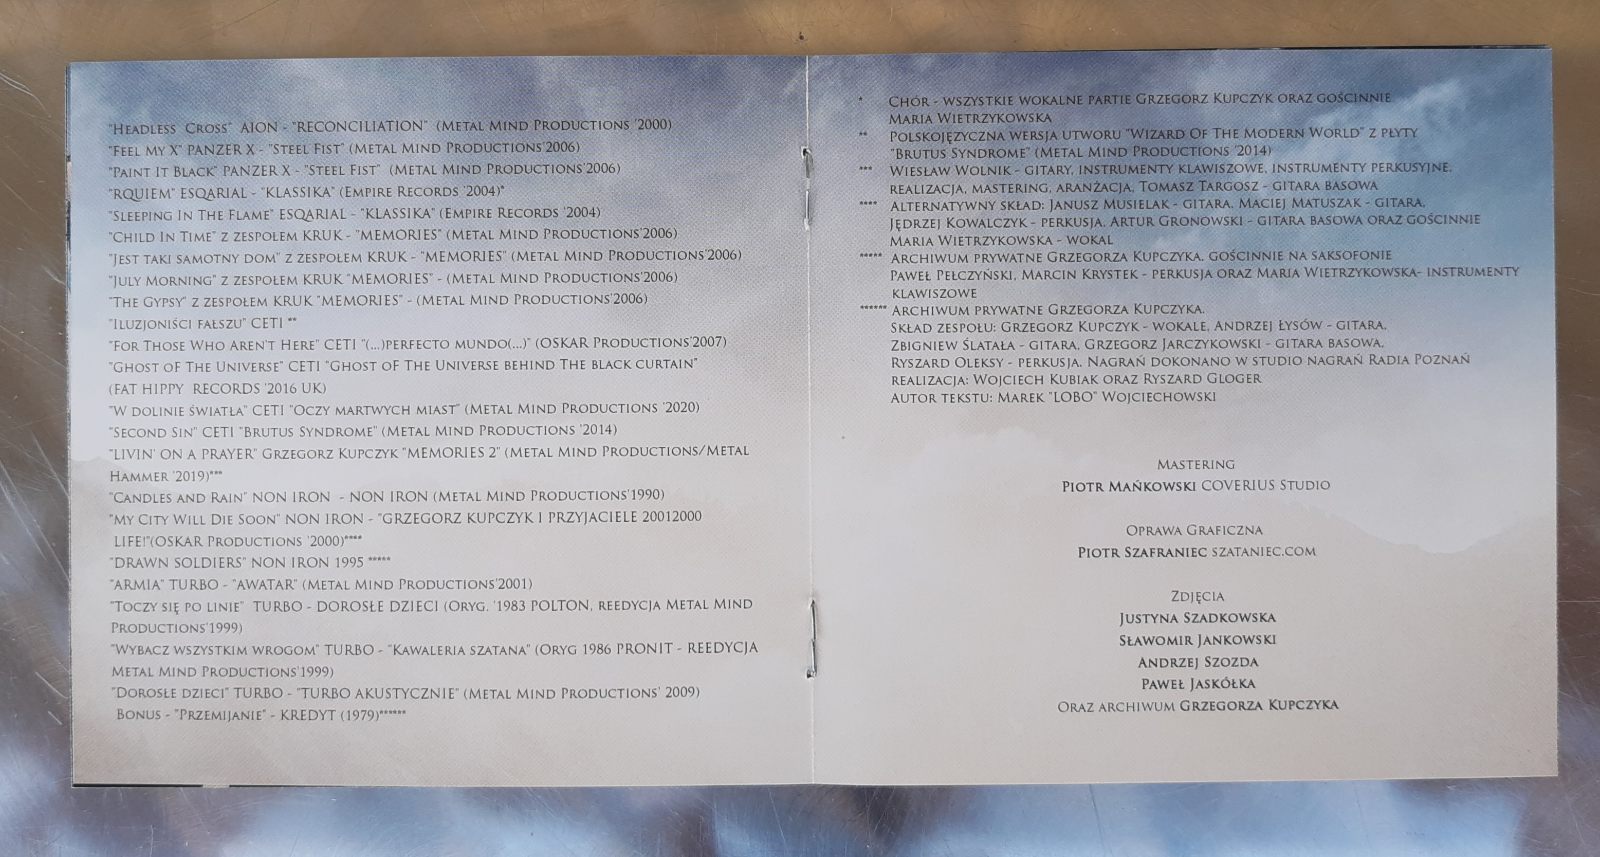 "Headless Cross" AION - "RECONCILIATION" (Metal Mind Productions '2000)
"Feel My X" PANZER X - "Steel Fist" (Metal Mind Productions'2006)
"Paint It Black" PANZER X - "Steel Fist" (Metal Mind Productions'2006)
"RQUIEM" ESQARIAL - "KLASSIKA" (Empire Records '2004)*
"Sleeping In The Flame" ESQARIAL - "KLASSIKA" (Empire Records '2004)
"Child In Time" z zespołem KRUK - "MEMORIES" (Metal Mind Productions'2006)
"Jest taki samotny dom" z zespołem KRUK - "MEMORIES" (Metal Mind Productions'2006)
"July Morning" z zespołem KRUK "MEMORIES" - (Metal Mind Productions'2006)
"The Gypsy" z zespołem KRUK "MEMORIES" - (Metal Mind Productions'2006)
"Iluzjoniści fałszu" CETI **
"For Those Who Aren't Here" CETI "(...)perfecto mundo(...)" (OSKAR Productions'2007)
"Ghost of The Universe" CETI "Ghost of The Universe behind The black curtain"
(FAT HIPPY RECORDS '2016 UK)
"W dolinie światła" CETI "Oczy martwych miast" (Metal Mind Productions '2020)
"Second Sin" CETI "Brutus Syndrome" (Metal Mind Productions '2014)
"LIVIN' ON A PRAYER" Grzegorz Kupczyk "MEMORIES 2" (Metal Mind Productions/Metal
Hammer '2019)***
"Candles and Rain" NON IRON - NON IRON (Metal Mind Productions'1990)
"My City Will Die Soon" NON IRON - "GRZEGORZ KUPCZYK I PRZYJACIELE 20012000
LIFE!"(OSKAR Productions '2000)****
"DRAWN SOLDIERS" NON IRON 1995 *****
"ARMIA" TURBO - "AWATAR" (Metal Mind Productions'2001)
"Toczy się po linie" TURBO - DOROSŁE DZIECI (Oryg. '1983 POLTON, reedycja Metal Mind
Productions'1999)
"Wybacz wszystkim wrogom" TURBO - "Kawaleria szatana" (Oryg 1986 PRONIT - REEDYCJA
Metal Mind Productions'1999)
"Dorosłe dzieci" TURBO - "TURBO AKUSTYCZNIE" (Metal Mind Productions' 2009)
Bonus - "Przemijanie" - KREDYT (1979)******
* Chór - wszystkie wokalne partie Grzegorz Kupczyk oraz gościnnie
Maria Wietrzykowska
** Polskojęzyczna wersja utworu "Wizard Of The Modern World" z płyty
"Brutus Syndrome" (Metal Mind Productions '2014)
*** Wiesław Wolnik - gitary, instrumenty klawiszowe, instrumenty perkusyjne,
realizacja, mastering, aranżacja, Tomasz Targosz - gitara basowa
**** Alternatywny skład: Janusz Musielak - gitara, Maciej Matuszak - gitara,
Jędrzej Kowalczyk - perkusja, Artur Gronowski - gitara basowa oraz gościnnie
Maria Wietrzykowska - wokal
***** Archiwum prywatne Grzegorza Kupczyka, gościnnie na saksofonie
Paweł Pełczyński, Marcin Krystek - perkusja oraz Maria Wietrzykowska- instrumenty
klawiszowe
****** Archiwum prywatne Grzegorza Kupczyka,
Skład zespołu: Grzegorz Kupczyk - wokale, Andrzej Łysów - gitara,
Zbigniew Ślatała - gitara, Grzegorz Jarczykowski - gitara basowa,
Ryszard Oleksy - perkusja, Nagrań dokonano w studio nagrań Radia Poznań
realizacja: Wojciech Kubiak oraz Ryszard Gloger
Autor tekstu: Marek "LOBO" Wojciechowski
Mastering
Piotr Mańkowski COVERIUS Studio
Oprawa Graficzna
Piotr Szafraniec szataniec.com
Zdjęcia
Justyna Szadkowska
Sławomir Jankowski
Andrzej Szozda
Paweł Jaskółka
Oraz archiwum Grzegorza Kupczyka